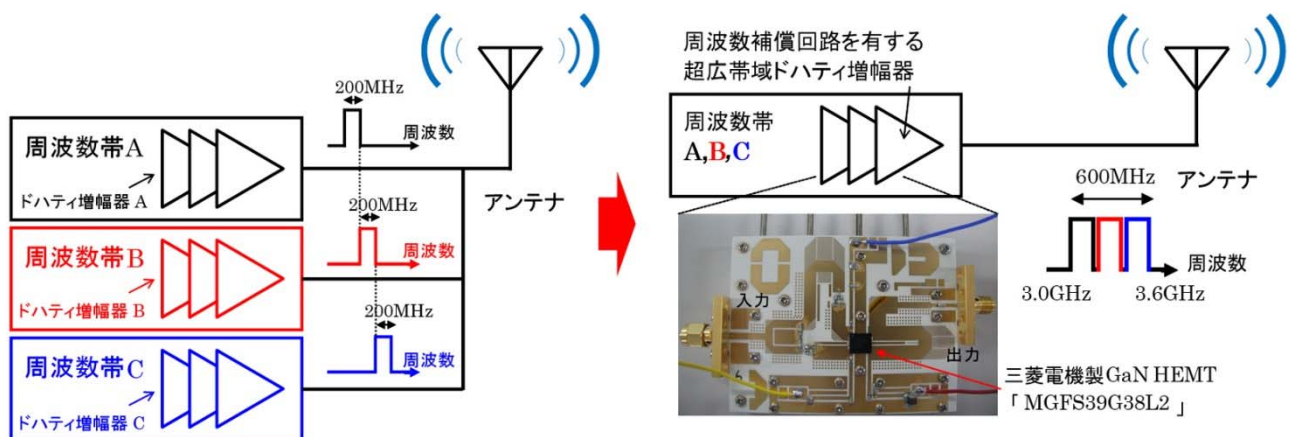 200MHz
周波数
周波数帯A
ドハティ増幅器 A
アンテナ
200MHz
周波数
周波数帯B
ドハティ増幅器 B
200MHz
周波数
周波数帯C
ドハティ増幅器 C
周波数補償回路を有する
超広帯域ドハティ増幅器
周波数帯
A,B,C
600MHz
アンテナ
周波数
3.0GHz
3.6GHz
入力
出力
三菱電機製GaN HEMT
「 MGFS39G38L2 」